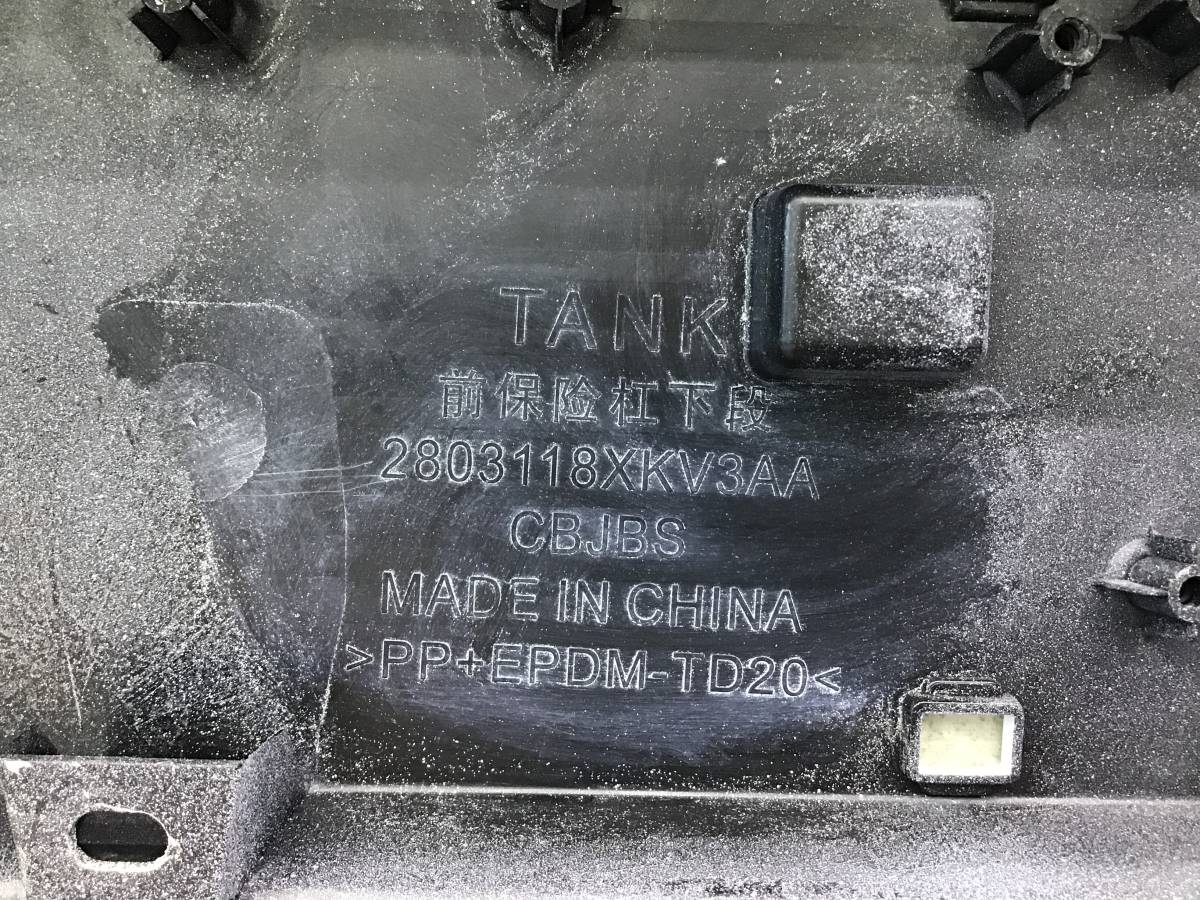 TANK
前保险杠下段
2803118XKV3AA
CBJBS
MADE IN CHINA
>PP+EPDM-TD20<